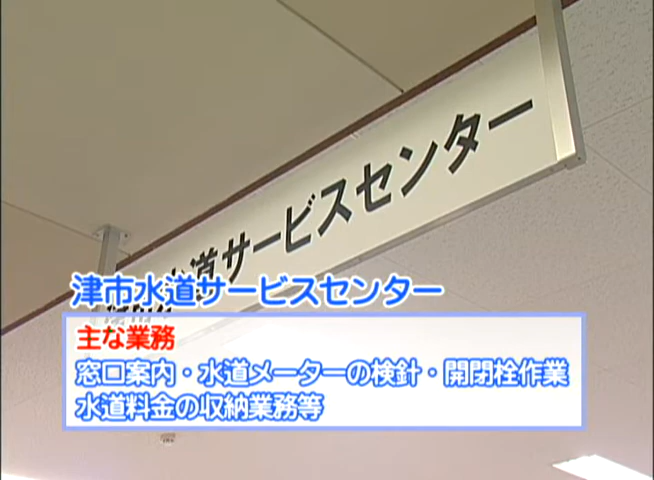 水道サービスセンター
津市水道サービスセンター
主な業務
窓口案内・水道メーターの検針・開閉栓作業
水道料金の収納業務等